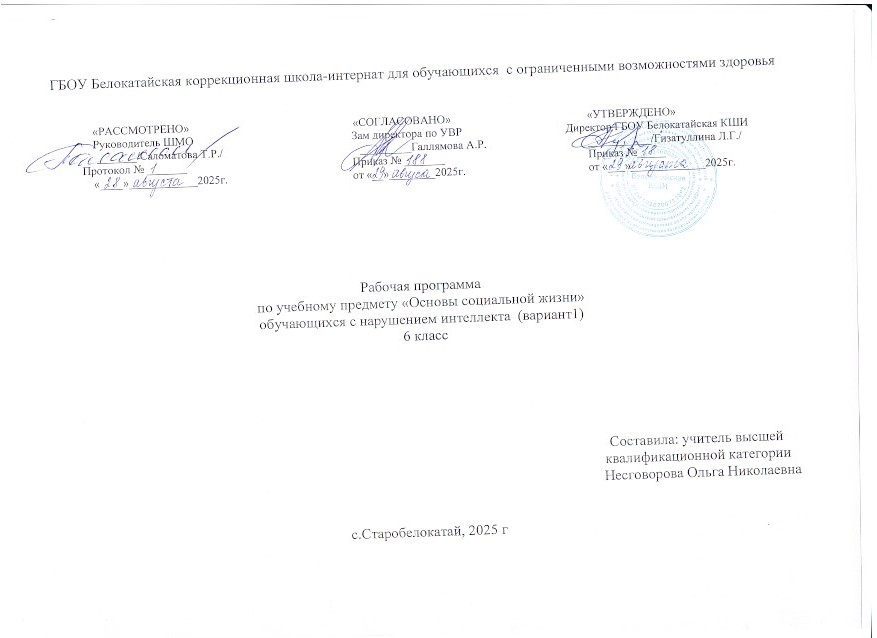 ГБОУ Белокатайская коррекционная школа-интернат для обучающихся с ограниченными возможностями здоровья
«РАССМОТРЕНО»
Руководитель ШМО
/Саломатова Т.Р./
Протокол № 1
«28» августа 2025г.
«СОГЛАСОВАНО»
Зам директора по УВР
Галлямова А.Р.
Приказ № 188
от «29» августа 2025г.
«УТВЕРЖДЕНО»
Директор ГБОУ Белокатайская КШИ
/Гизатуллина Л.Г./
Приказ №
от «29» августа 2025г.
Рабочая программа
по учебному предмету «Основы социальной жизни»
обучающихся с нарушением интеллекта (вариант1)
6 класс
Составила: учитель высшей
квалификационной категории
Несговорова Ольга Николаевна
с.Старобелокатай, 2025 г